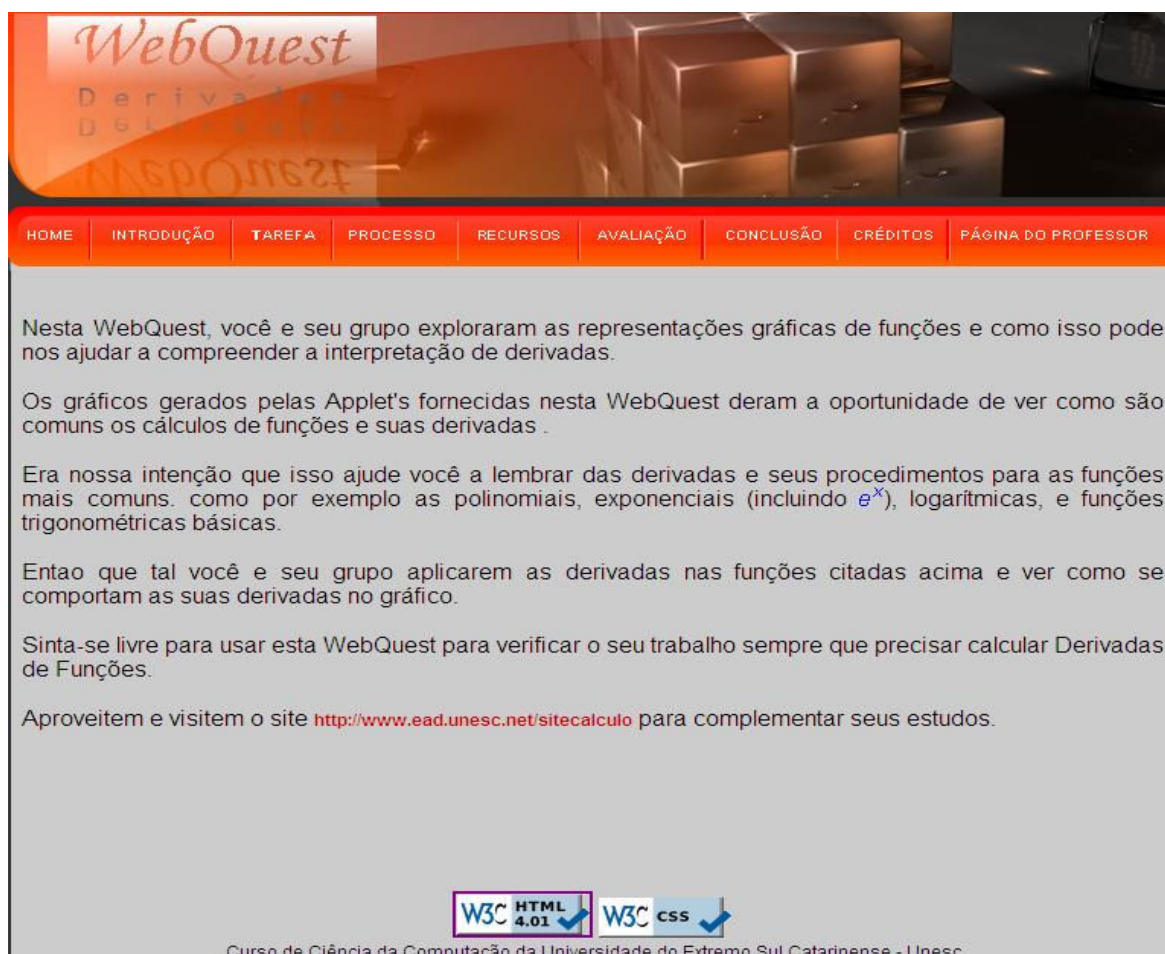 WebQuest
Derivadas
HOME INTRODUÇÃO TAREFA PROCESSO RECURSOS AVALIAÇÃO CONCLUSÃO CRÉDITOS PÁGINA DO PROFESSOR
Nesta WebQuest, você e seu grupo exploraram as representações gráficas de funções e como isso pode
nos ajudar a compreender a interpretação de derivadas.
Os gráficos gerados pelas Applet's fornecidas nesta WebQuest deram a oportunidade de ver como são
comuns os cálculos de funções e suas derivadas .
Era nossa intenção que isso ajude você a lembrar das derivadas e seus procedimentos para as funções
mais comuns. como por exemplo as polinomiais, exponenciais (incluindo eˣ), logarítmicas, e funções
trigonométricas básicas.
Entao que tal você e seu grupo aplicarem as derivadas nas funções citadas acima e ver como se
comportam as suas derivadas no gráfico.
Sinta-se livre para usar esta WebQuest para verificar o seu trabalho sempre que precisar calcular Derivadas
de Funções.
Aproveitem e visitem o site http://www.ead.unesc.net/sitecalculo para complementar seus estudos.
W3C HTML 4.01 W3C css
Curso de Ciência da Computação da Universidade do Extremo Sul Catarinense - Unesc